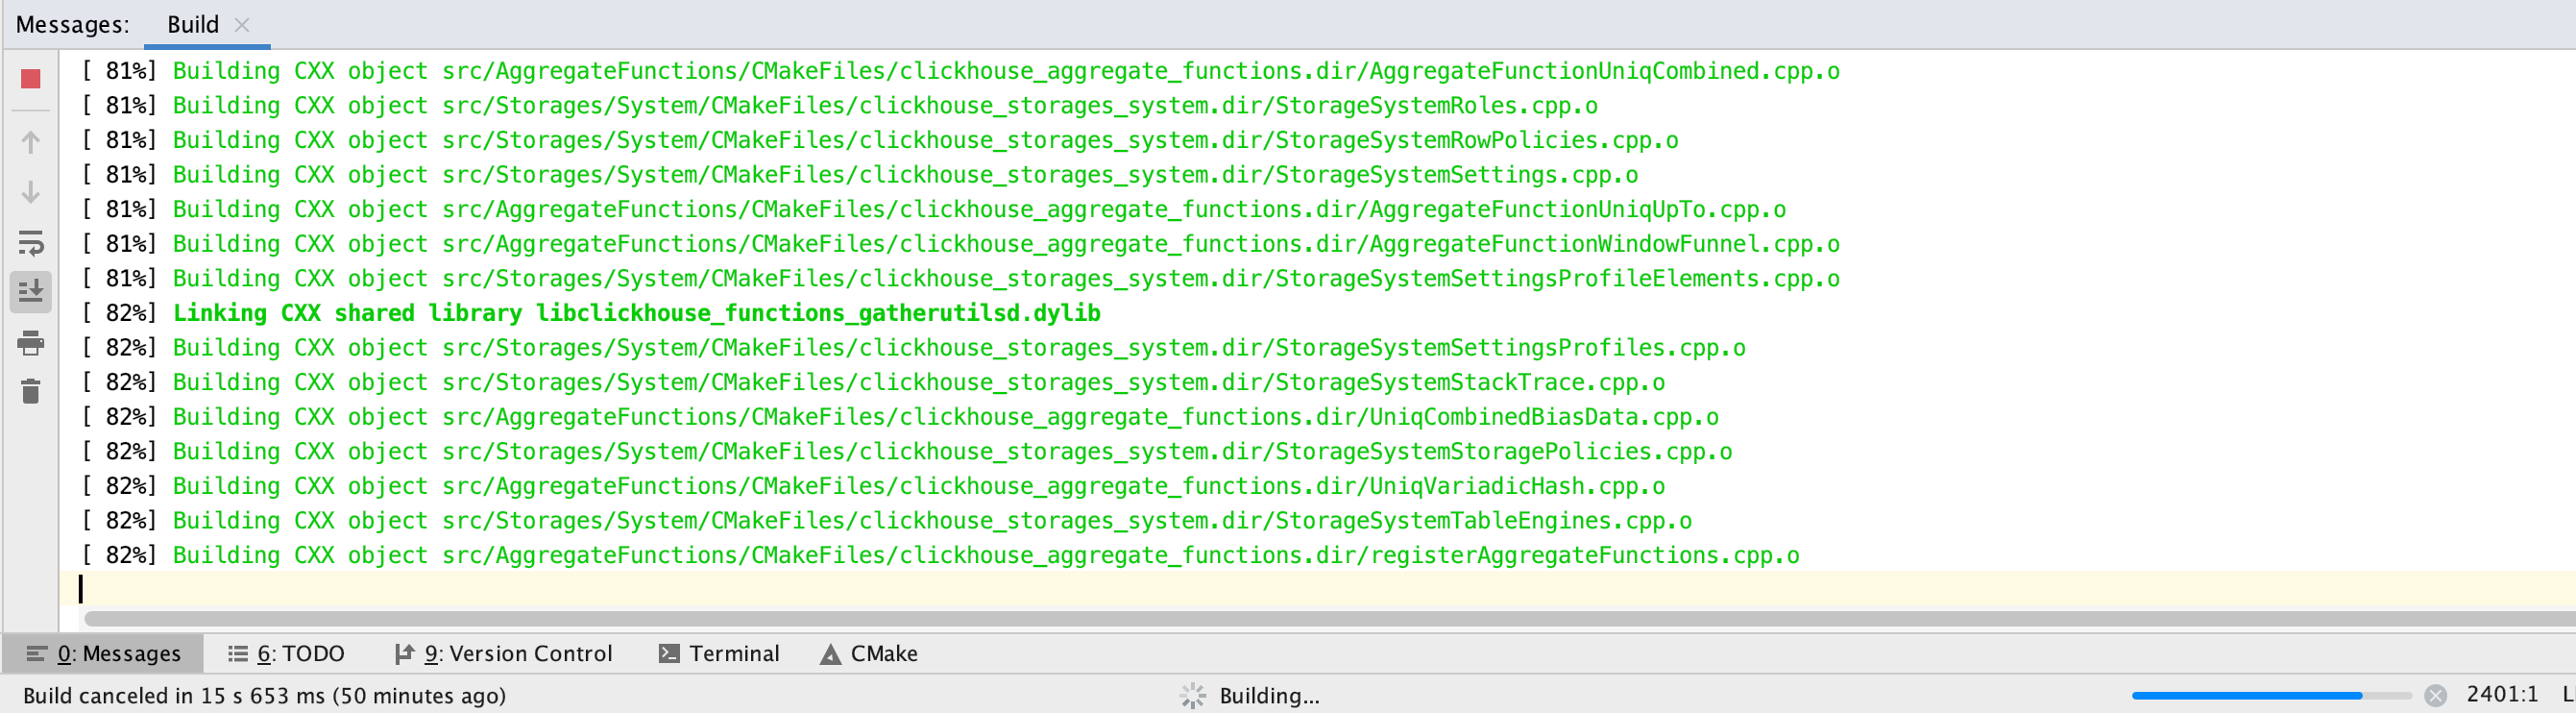 Messages: Build
[ 81%] Building CXX object src/AggregateFunctions/CMakeFiles/clickhouse_aggregate_functions.dir/AggregateFunctionUniqCombined.cpp.o
[ 81%] Building CXX object src/Storages/System/CMakeFiles/clickhouse_storages_system.dir/StorageSystemRoles.cpp.o
[ 81%] Building CXX object src/Storages/System/CMakeFiles/clickhouse_storages_system.dir/StorageSystemRowPolicies.cpp.o
[ 81%] Building CXX object src/Storages/System/CMakeFiles/clickhouse_storages_system.dir/StorageSystemSettings.cpp.o
[ 81%] Building CXX object src/AggregateFunctions/CMakeFiles/clickhouse_aggregate_functions.dir/AggregateFunctionUniqUpTo.cpp.o
[ 81%] Building CXX object src/AggregateFunctions/CMakeFiles/clickhouse_aggregate_functions.dir/AggregateFunctionWindowFunnel.cpp.o
[ 81%] Building CXX object src/Storages/System/CMakeFiles/clickhouse_storages_system.dir/StorageSystemSettingsProfileElements.cpp.o
[ 82%] Linking CXX shared library libclickhouse_functions_gatherutilsd.dylib
[ 82%] Building CXX object src/Storages/System/CMakeFiles/clickhouse_storages_system.dir/StorageSystemSettingsProfiles.cpp.o
[ 82%] Building CXX object src/Storages/System/CMakeFiles/clickhouse_storages_system.dir/StorageSystemStackTrace.cpp.o
[ 82%] Building CXX object src/AggregateFunctions/CMakeFiles/clickhouse_aggregate_functions.dir/UniqCombinedBiasData.cpp.o
[ 82%] Building CXX object src/Storages/System/CMakeFiles/clickhouse_storages_system.dir/StorageSystemStoragePolicies.cpp.o
[ 82%] Building CXX object src/AggregateFunctions/CMakeFiles/clickhouse_aggregate_functions.dir/UniqVariadicHash.cpp.o
[ 82%] Building CXX object src/Storages/System/CMakeFiles/clickhouse_storages_system.dir/StorageSystemTableEngines.cpp.o
[ 82%] Building CXX object src/AggregateFunctions/CMakeFiles/clickhouse_aggregate_functions.dir/registerAggregateFunctions.cpp.o
0: Messages 6: TODO 9: Version Control Terminal CMake
Build canceled in 15 s 653 ms (50 minutes ago) Building... 2401:1